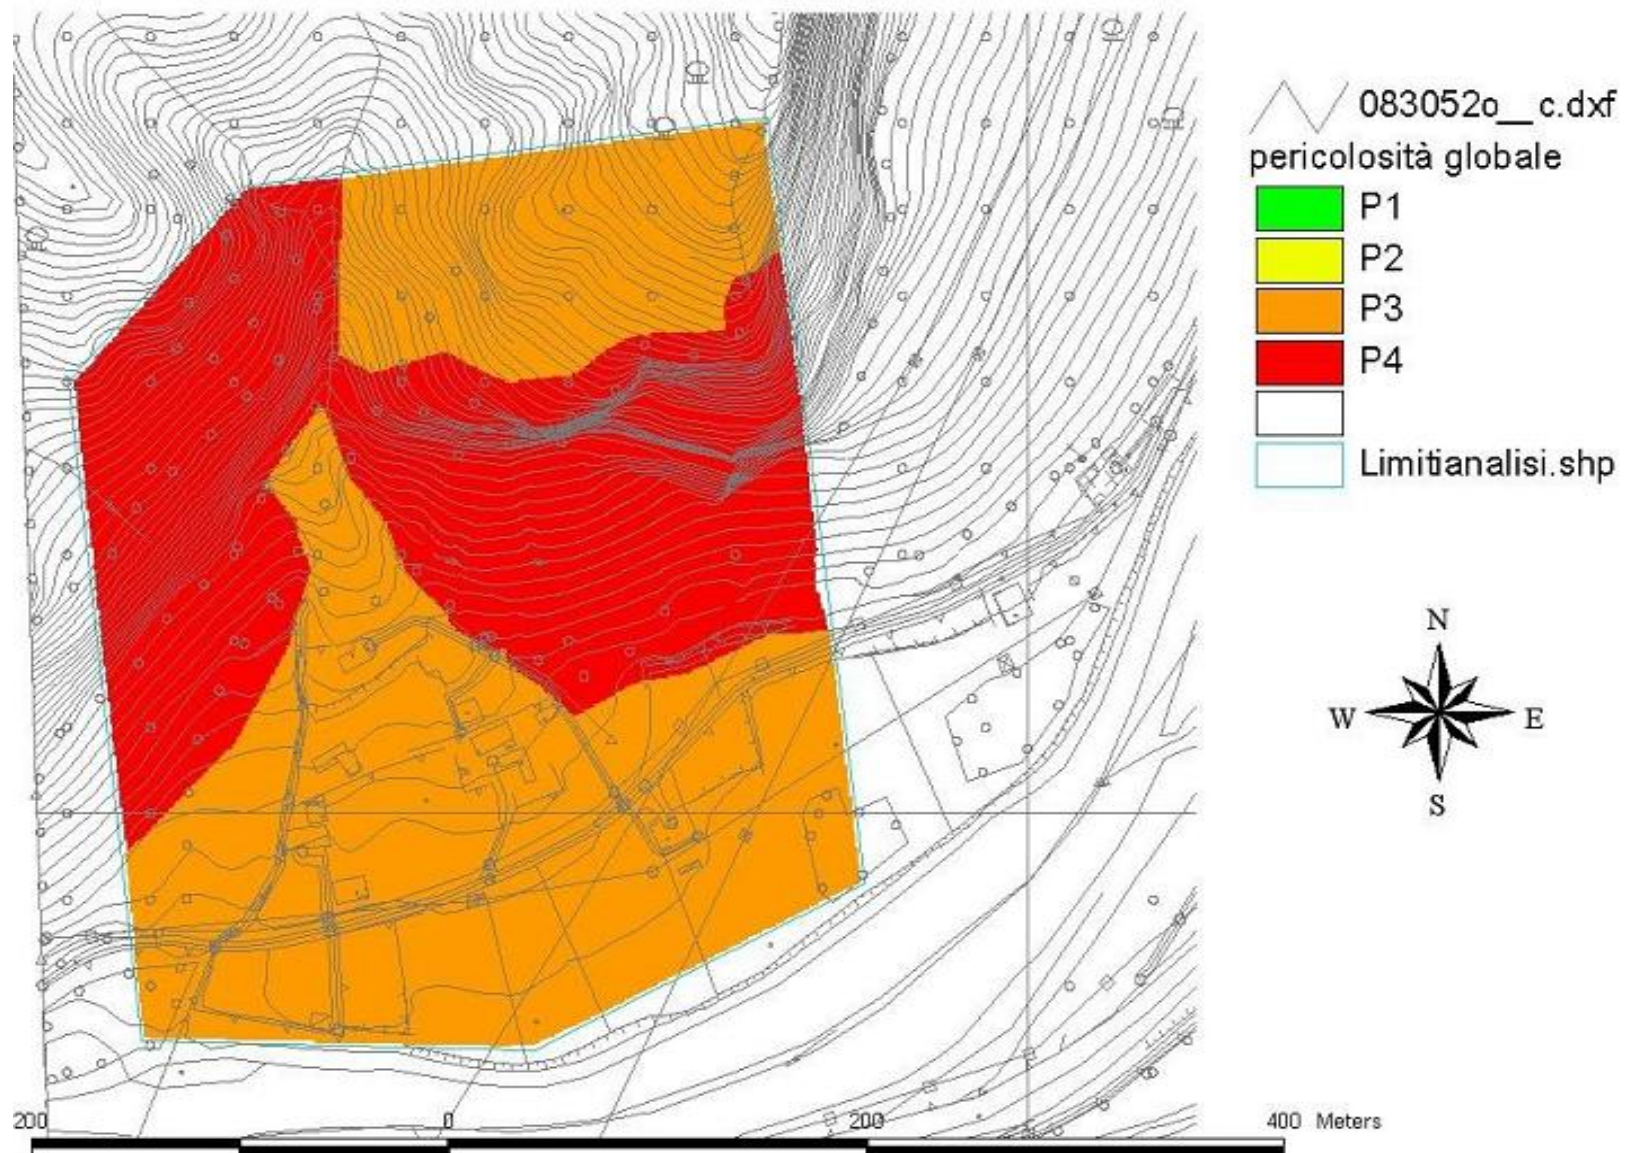 083052o__c.dxf
pericolosità globale
P1
P2
P3
P4
Limitianalisi.shp
N
W E
S
200 0 200 400 Meters